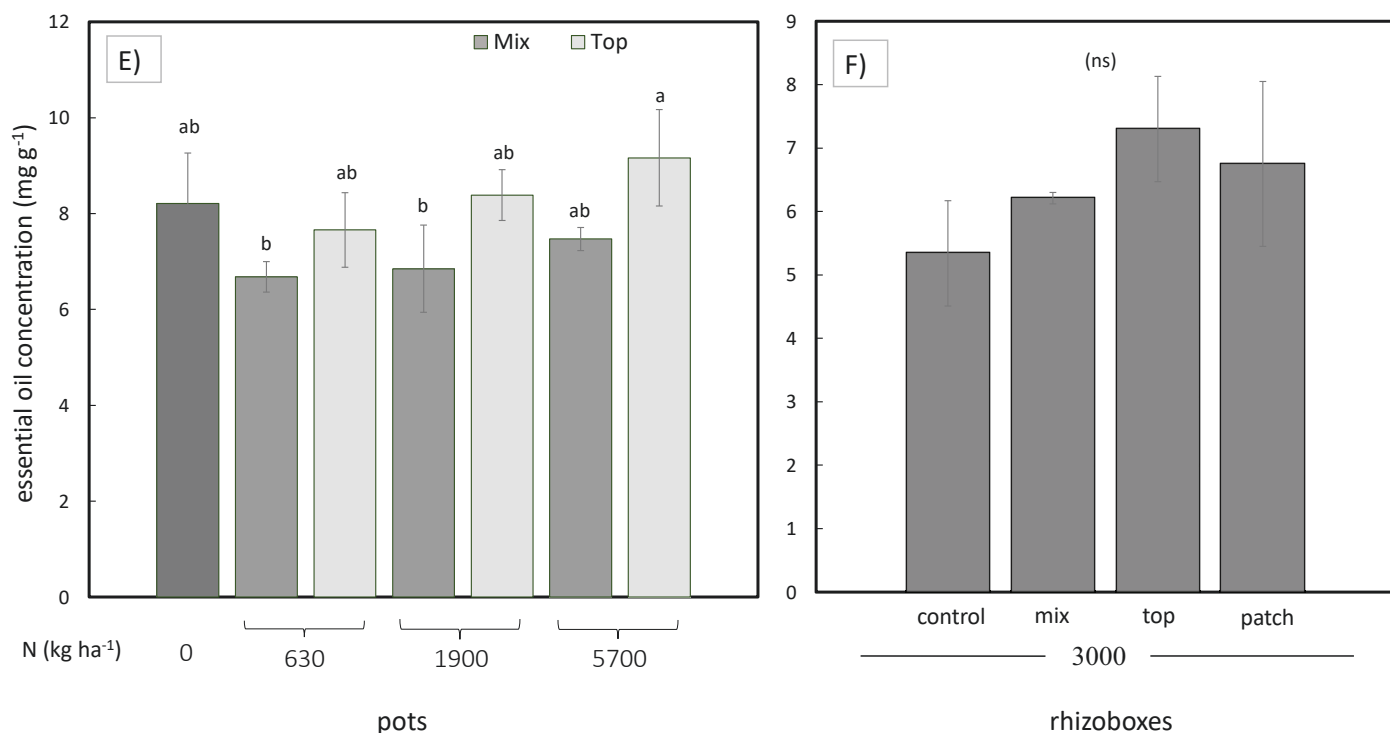 E)
Mix Top
essential oil concentration (mg g⁻¹)
12
10
8
6
4
2
0
ab
b
ab
b
ab
ab
a
N (kg ha⁻¹) 0 630 1900 5700
pots
F)
(ns)
9
8
7
6
5
4
3
2
1
0
control mix top patch
3000
rhizoboxes